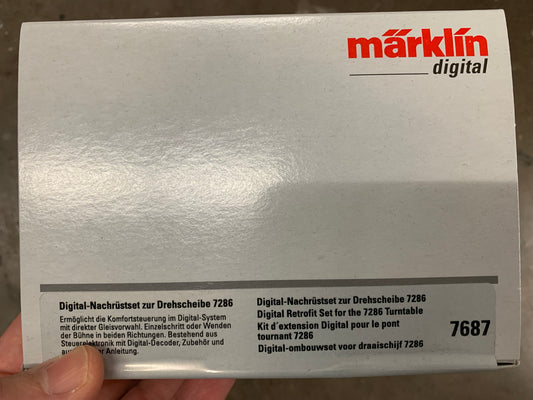 märklin
digital
Digital-Nachrüstset zur Drehscheibe 7286
Ermöglicht die Komfortsteuerung im Digital-System
mit direkter Gleisvorwahl. Einzelschritt oder Wenden
der Bühne in beiden Richtungen. Bestehend aus
Steuerelektronik mit Digital-Decoder, Zubehör und
Anleitung.
Digital-Nachrüstset zur Drehscheibe 7286
Digital Retrofit Set for the 7286 Turntable
Kit d´extension Digital pour le pont
tournant 7286
Digital-ombouwset voor draaischijf 7286
7687